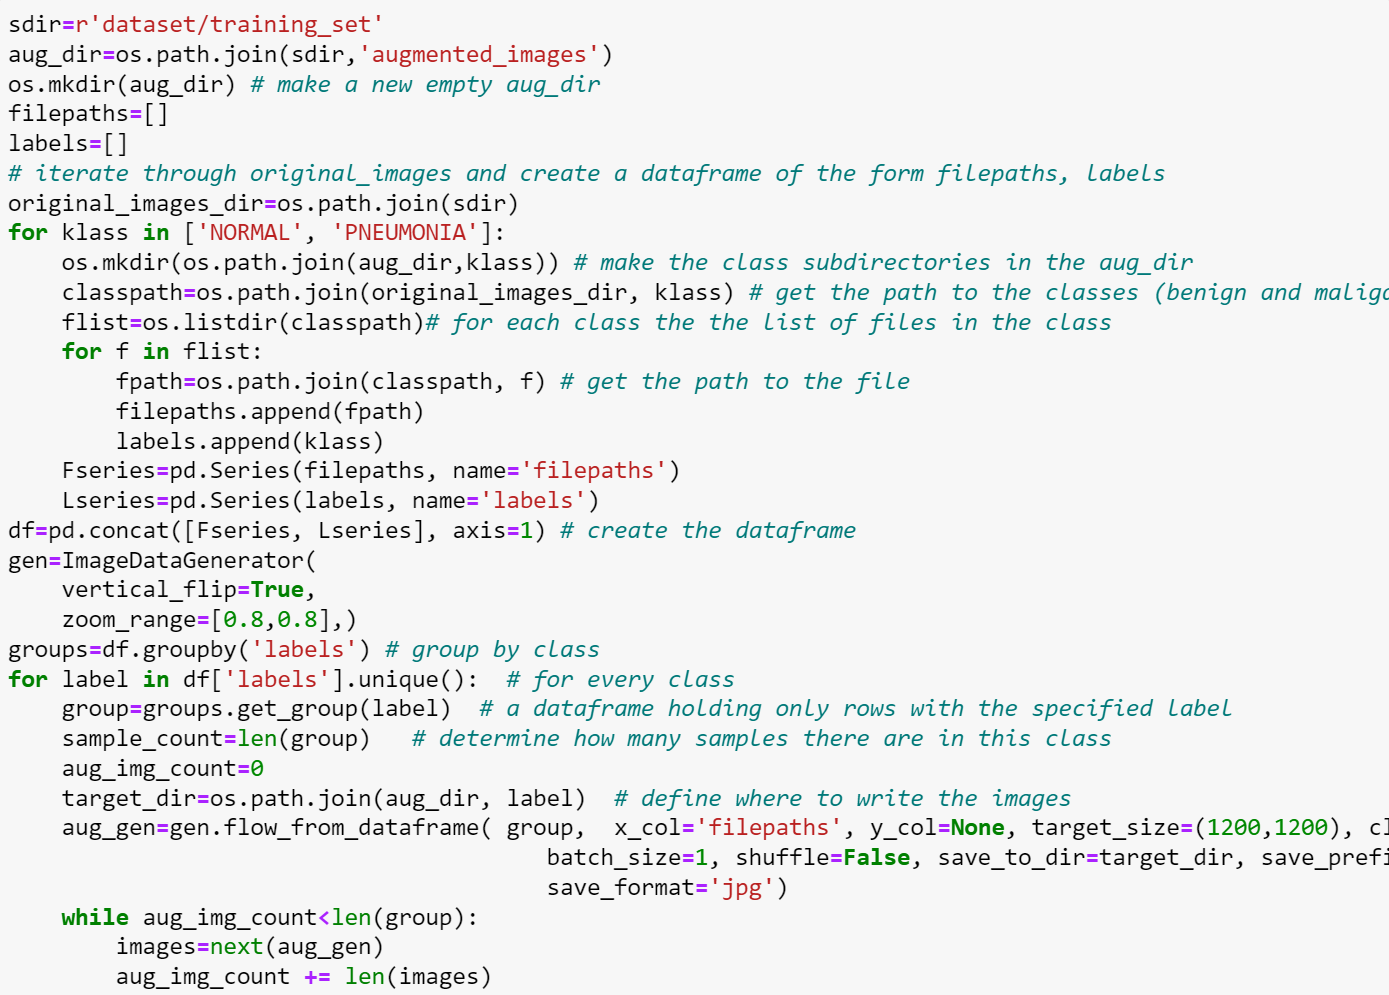 sdir=r'dataset/training_set'
aug_dir=os.path.join(sdir,'augmented_images')
os.mkdir(aug_dir) # make a new empty aug_dir
filepaths=[]
labels=[]
# iterate through original_images and create a dataframe of the form filepaths, labels
original_images_dir=os.path.join(sdir)
for klass in ['NORMAL', 'PNEUMONIA']:
    os.mkdir(os.path.join(aug_dir,klass)) # make the class subdirectories in the aug_dir
    classpath=os.path.join(original_images_dir, klass) # get the path to the classes (benign and
    flist=os.listdir(classpath)# for each class the the list of files in the class
    for f in flist:
        fpath=os.path.join(classpath, f) # get the path to the file
        filepaths.append(fpath)
        labels.append(klass)
    Fseries=pd.Series(filepaths, name='filepaths')
    Lseries=pd.Series(labels, name='labels')
df=pd.concat([Fseries, Lseries], axis=1) # create the dataframe
gen=ImageDataGenerator(
    vertical_flip=True,
    zoom_range=[0.8,0.8],)
groups=df.groupby('labels') # group by class
for label in df['labels'].unique():  # for every class
    group=groups.get_group(label)  # a dataframe holding only rows with the specified label
    sample_count=len(group)   # determine how many samples there are in this class
    aug_img_count=0
    target_dir=os.path.join(aug_dir, label)  # define where to write the images
    aug_gen=gen.flow_from_dataframe( group,  x_col='filepaths', y_col=None, target_size=(1200,1200),
                                        batch_size=1, shuffle=False, save_to_dir=target_dir,
                                        save_format='jpg')
    while aug_img_count<len(group):
        images=next(aug_gen)
        aug_img_count += len(images)